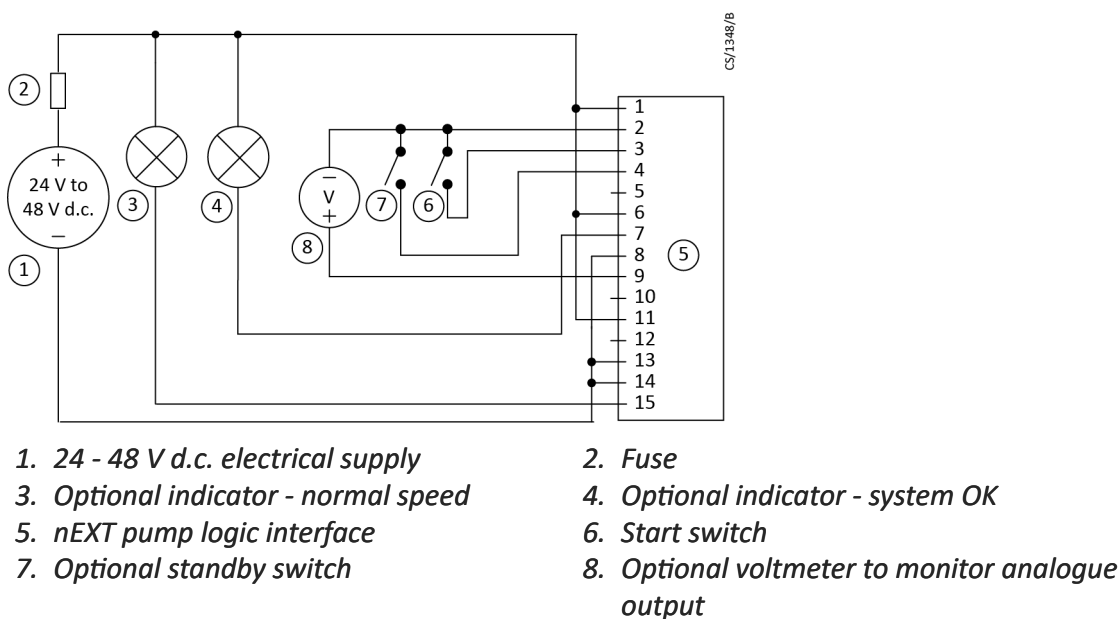 CS/1348/B
2
+
24 V to
48 V d.c.
−
1
3
4
−
V
+
8
7
6
1
2
3
4
5
6
7
8
9
10
11
12
13
14
15
5
1. 24 - 48 V d.c. electrical supply
2. Fuse
3. Optional indicator - normal speed
4. Optional indicator - system OK
5. nEXT pump logic interface
6. Start switch
7. Optional standby switch
8. Optional voltmeter to monitor analogue
output